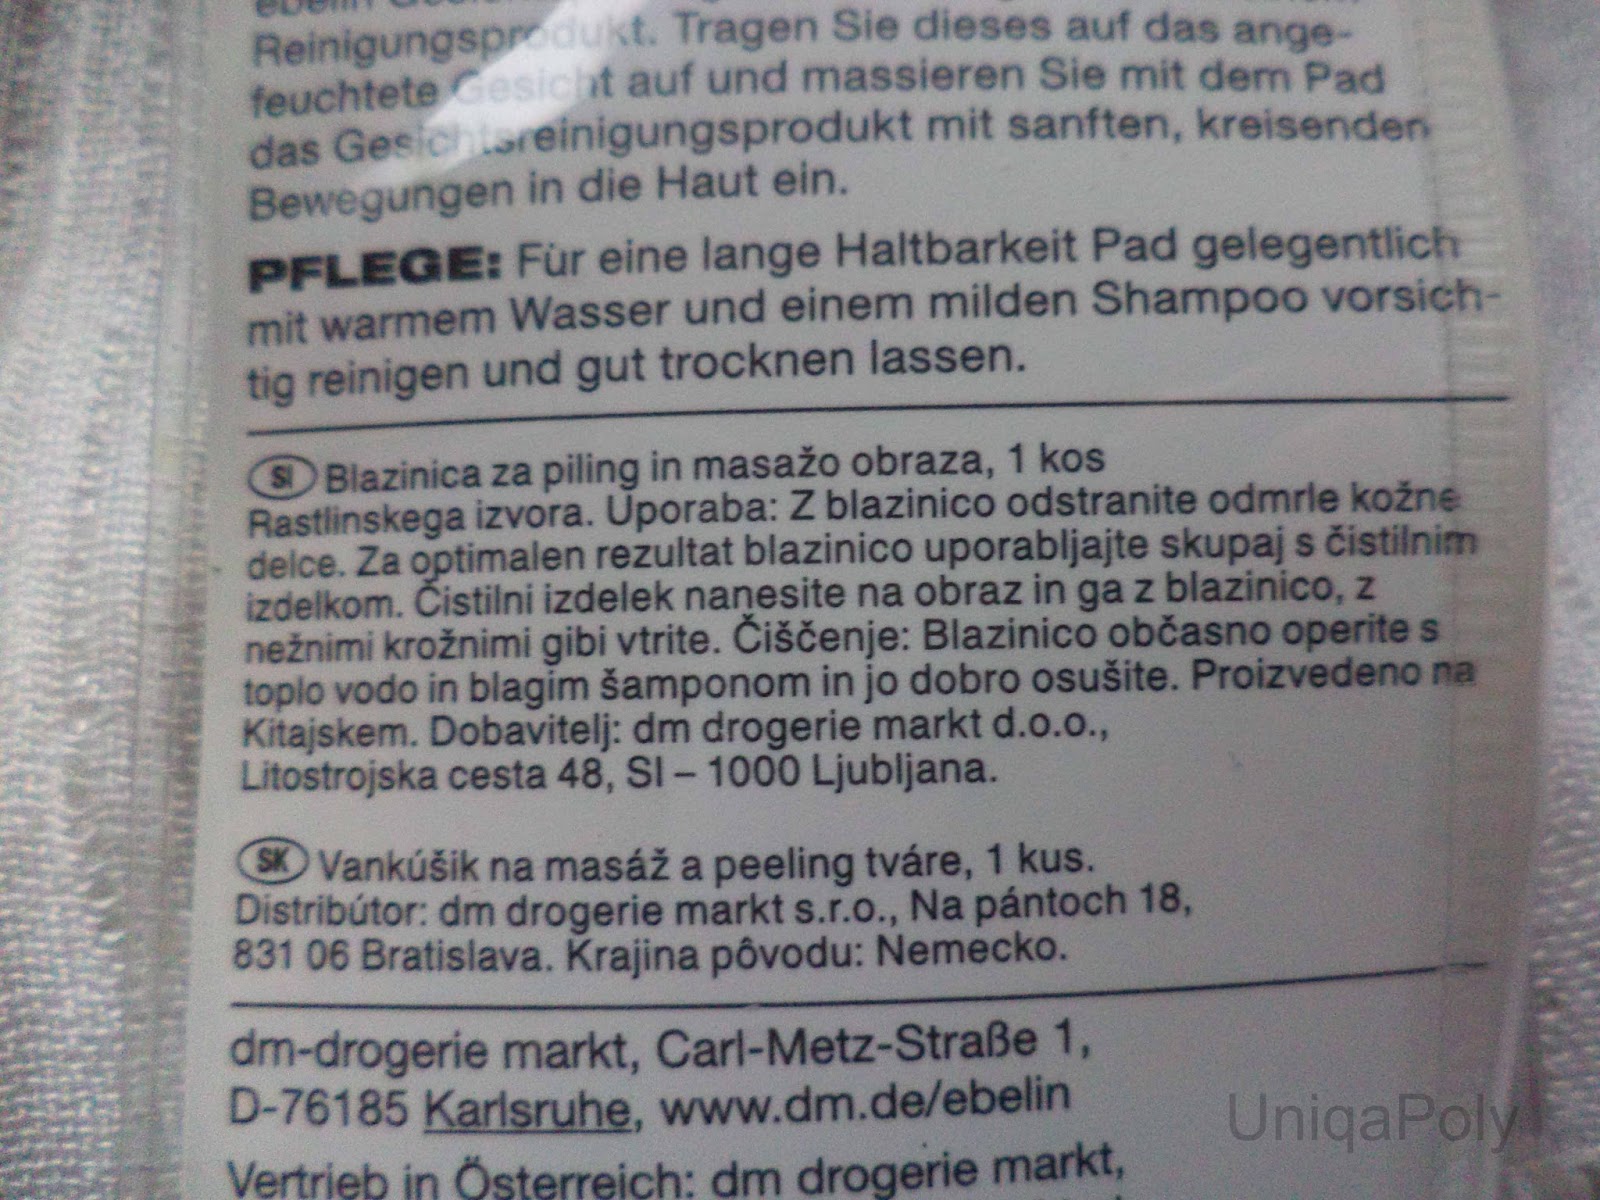 ebelin
Reinigungsprodukt. Tragen Sie dieses auf das ange-
feuchtete Gesicht auf und massieren Sie mit dem Pad
das Gesichtsreinigungsprodukt mit sanften, kreisenden
Bewegungen in die Haut ein.
PFLEGE: Für eine lange Haltbarkeit Pad gelegentlich
mit warmem Wasser und einem milden Shampoo vorsich-
tig reinigen und gut trocknen lassen.
SI Blazinica za piling in masažo obraza, 1 kos
Rastlinskega izvora. Uporaba: Z blazinico odstranite odmrle kožne
delce. Za optimalen rezultat blazinico uporabljajte skupaj s čistilnim
izdelkom. Čistilni izdelek nanesite na obraz in ga z blazinico, z
nežnimi krožnimi gibi vtrite. Čiščenje: Blazinico občasno operite s
toplo vodo in blagim šamponom in jo dobro osušite. Proizvedeno na
Kitajskem. Dobavitelj: dm drogerie markt d.o.o.,
Litostrojska cesta 48, SI – 1000 Ljubljana.
SK Vankúšik na masáž a peeling tváre, 1 kus.
Distribútor: dm drogerie markt s.r.o., Na pántoch 18,
831 06 Bratislava. Krajina pôvodu: Nemecko.
dm-drogerie markt, Carl-Metz-Straße 1,
D-76185 Karlsruhe, www.dm.de/ebelin
UniqaPoly
Vertrieb in Österreich: dm drogerie markt,